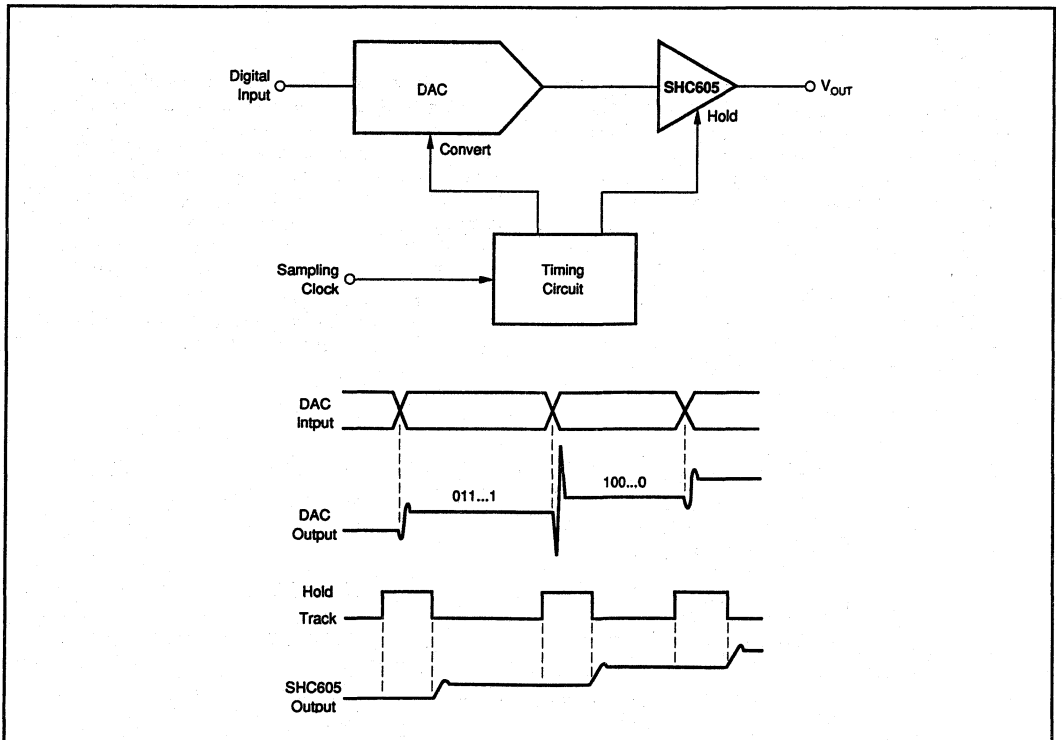 Digital
Input
DAC
SHC605
V_OUT
Hold
Convert
Sampling
Clock
Timing
Circuit
DAC
Intput
011...1
100...0
DAC
Output
Hold
Track
SHC605
Output